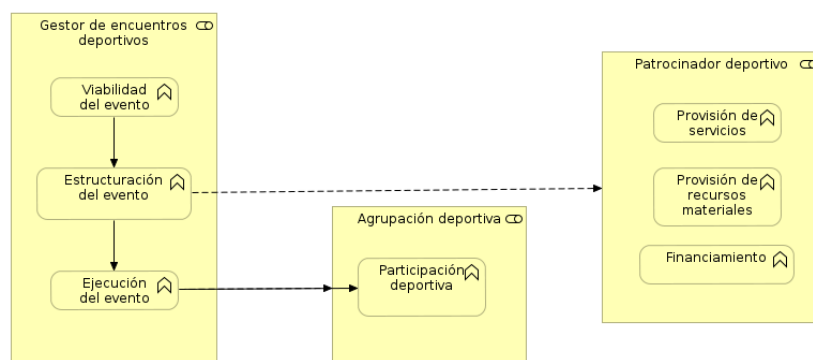 Gestor de encuentros
deportivos
Viabilidad
del evento
Estructuración
del evento
Ejecución
del evento
Agrupación deportiva
Participación
deportiva
Patrocinador deportivo
Provisión de
servicios
Provisión de
recursos
materiales
Financiamiento